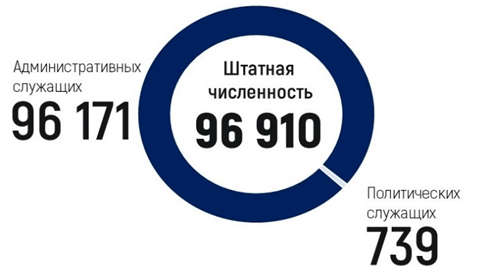 Административных
служащих
96 171
Штатная
численность
96 910
Политических
служащих
739